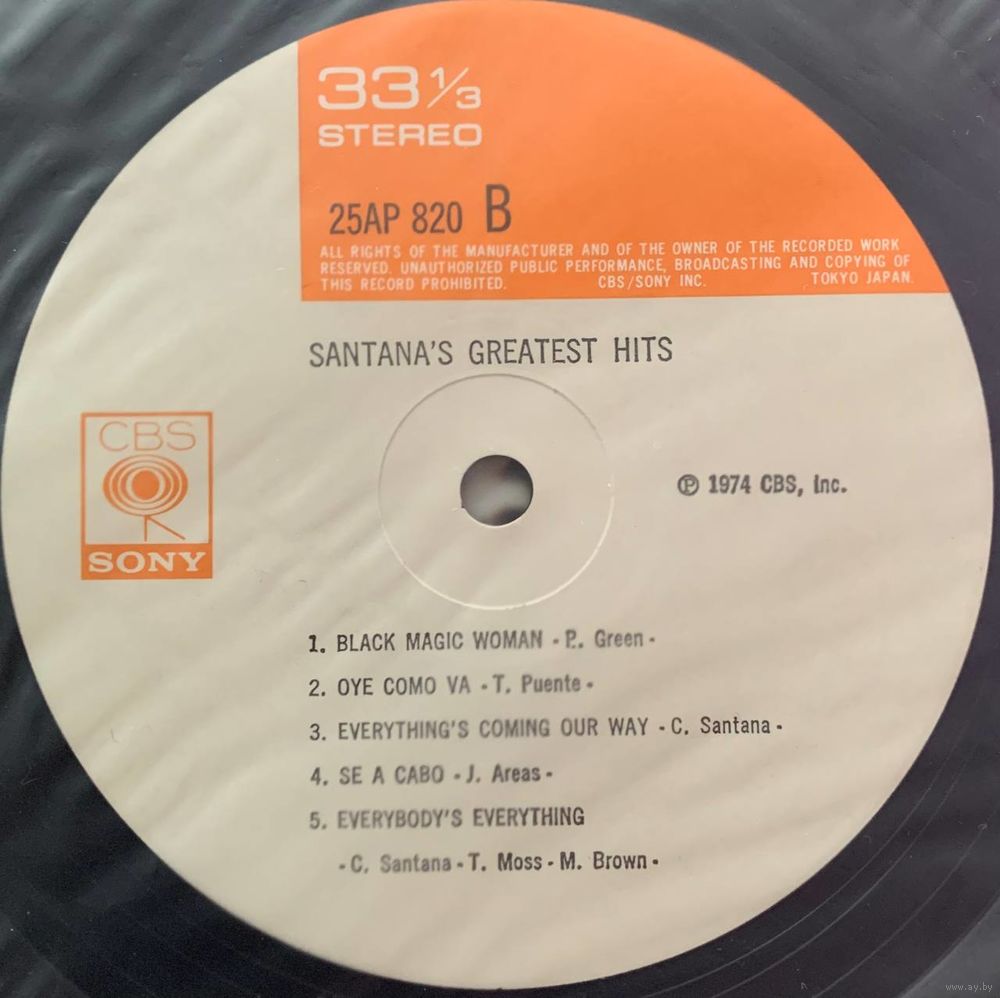 33 1/3
STEREO
25AP 820 B
ALL RIGHTS OF THE MANUFACTURER AND OF THE OWNER OF THE RECORDED WORK
RESERVED. UNAUTHORIZED PUBLIC PERFORMANCE, BROADCASTING AND COPYING OF
THIS RECORD PROHIBITED. CBS/SONY INC. TOKYO JAPAN.
SANTANA'S GREATEST HITS
CBS
SONY
℗ 1974 CBS, Inc.
1. BLACK MAGIC WOMAN - P. Green -
2. OYE COMO VA - T. Puente -
3. EVERYTHING'S COMING OUR WAY - C. Santana -
4. SE A CABO - J. Areas -
5. EVERYBODY'S EVERYTHING
- C. Santana - T. Moss - M. Brown -
www.ay.by